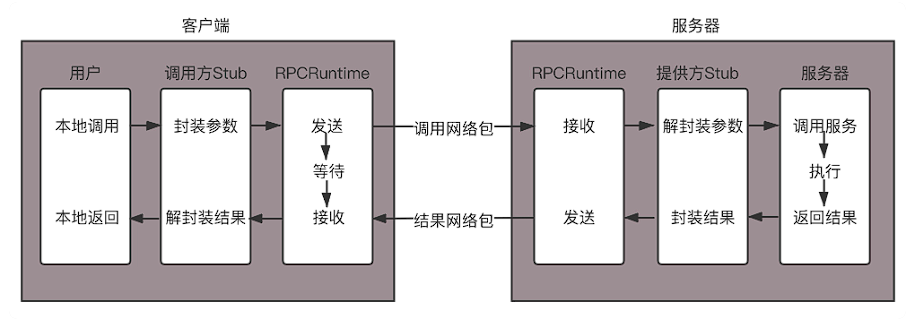 客户端
服务器
用户
调用方Stub
RPCRuntime
RPCRuntime
提供方Stub
服务器
本地调用
封装参数
发送
调用网络包
接收
解封装参数
调用服务
等待
执行
本地返回
解封装结果
接收
结果网络包
发送
封装结果
返回结果